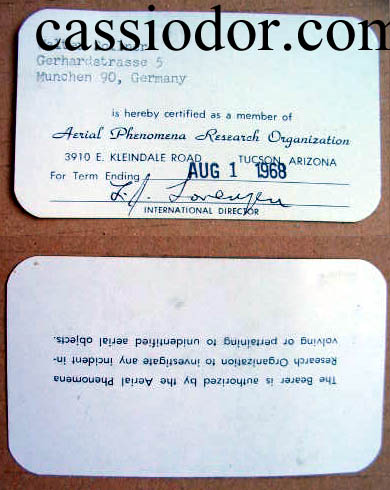 cassiodor.com
Gerhardstrasse 5
Munchen 90, Germany
is hereby certified as a member of
Aerial Phenomena Research Organization
3910 E. KLEINDALE ROAD TUCSON, ARIZONA
For Term Ending AUG 1 1968
L. J. Lorenzen
INTERNATIONAL DIRECTOR
The Bearer is authorized by the Aerial Phenomena
Research Organization to investigate any incident in-
volving or pertaining to unidentified aerial objects.